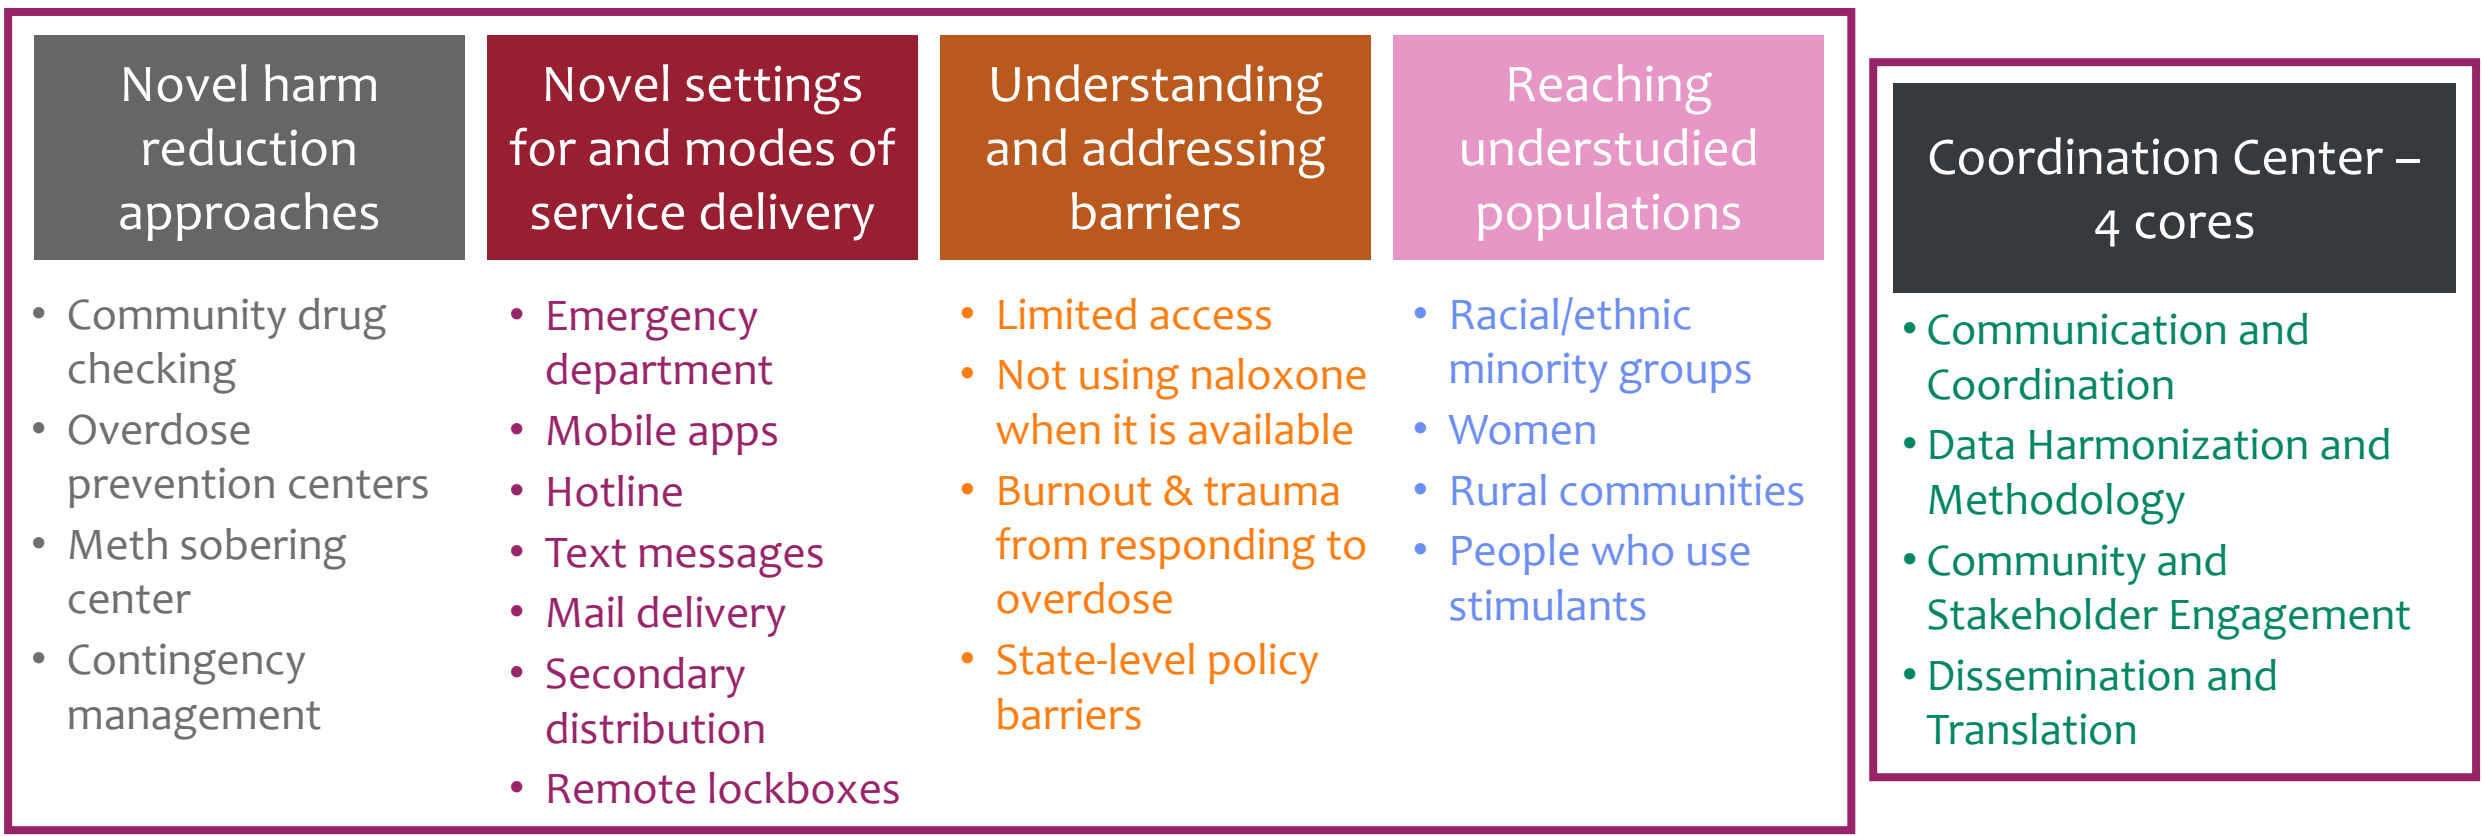 Novel harm
reduction
approaches
• Community drug
checking
• Overdose
prevention centers
• Meth sobering
center
• Contingency
management
Novel settings
for and modes of
service delivery
• Emergency
department
• Mobile apps
• Hotline
• Text messages
• Mail delivery
• Secondary
distribution
• Remote lockboxes
Understanding
and addressing
barriers
• Limited access
• Not using naloxone
when it is available
• Burnout & trauma
from responding to
overdose
• State-level policy
barriers
Reaching
understudied
populations
• Racial/ethnic
minority groups
• Women
• Rural communities
• People who use
stimulants
Coordination Center –
4 cores
• Communication and
Coordination
• Data Harmonization and
Methodology
• Community and
Stakeholder Engagement
• Dissemination and
Translation